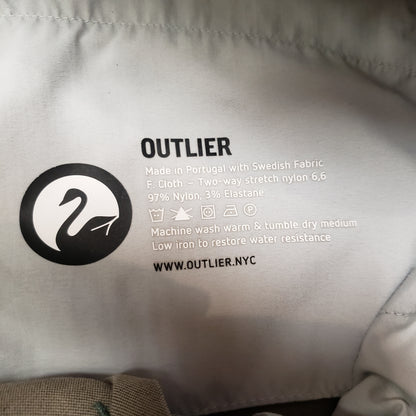 OUTLIER
Made in Portugal with Swedish Fabric
F. Cloth – Two-way stretch nylon 6,6
97% Nylon, 3% Elastane
Machine wash warm & tumble dry medium
Low iron to restore water resistance
WWW.OUTLIER.NYC